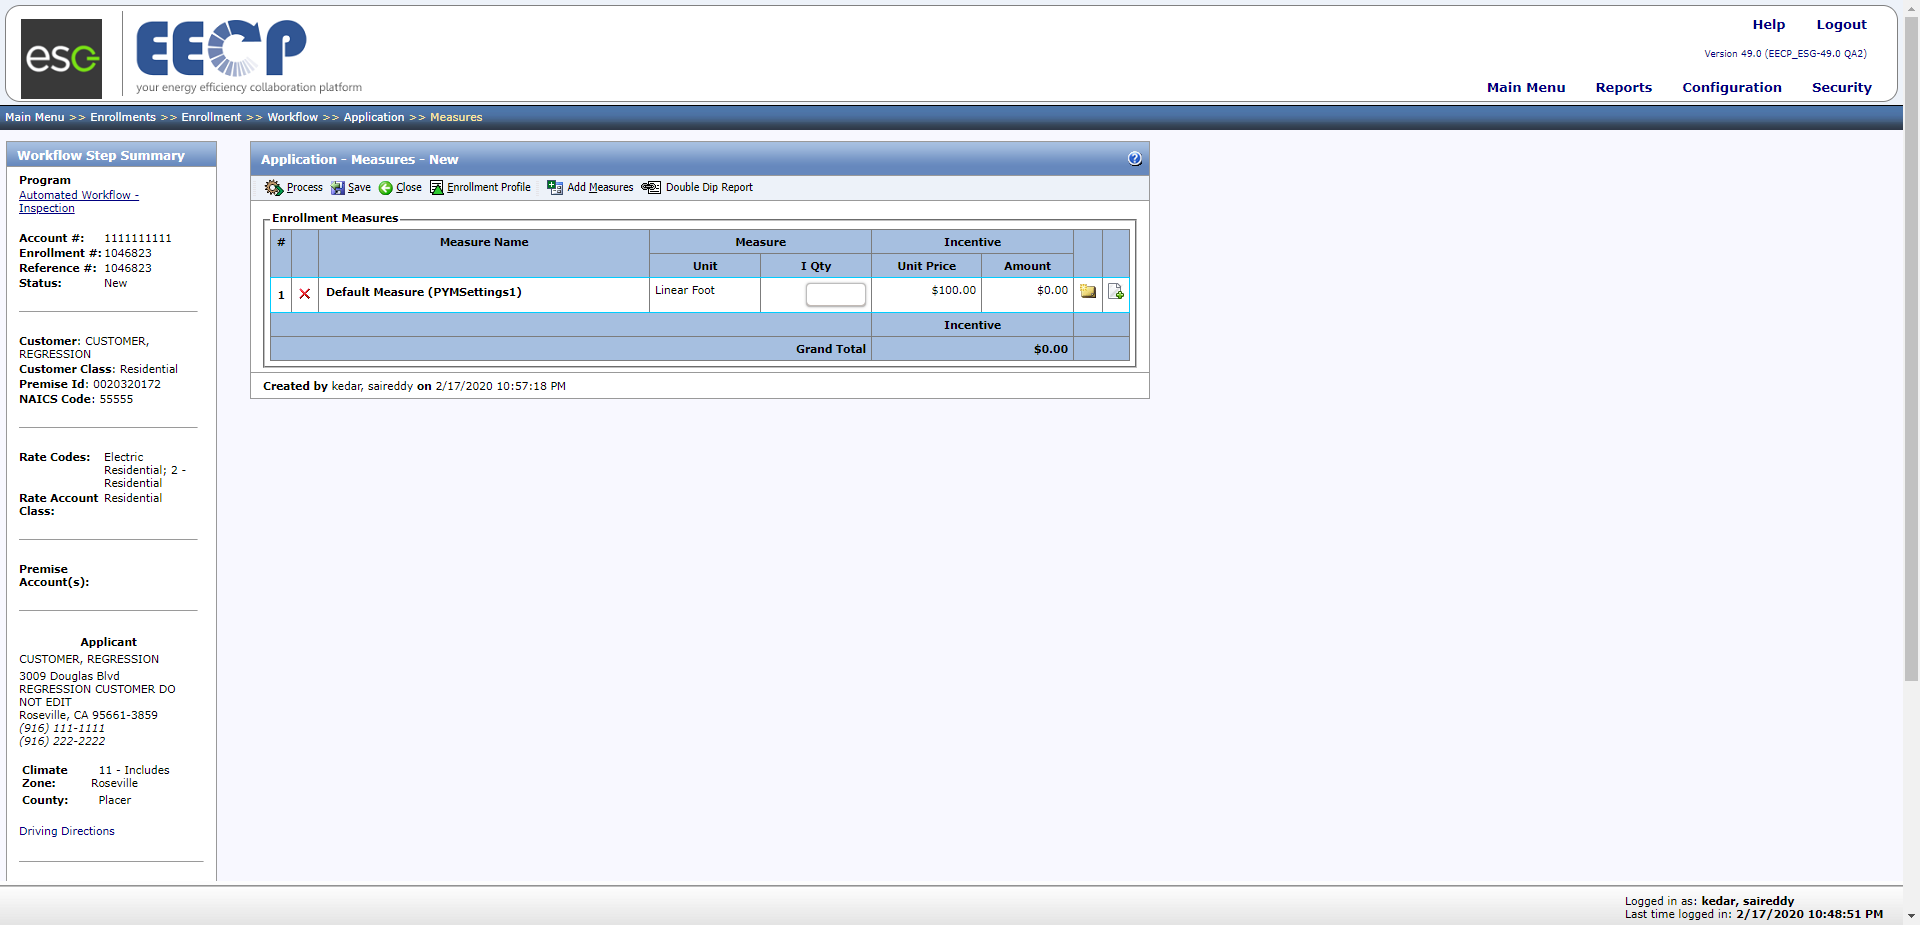 esg
EECP
your energy efficiency collaboration platform
Help Logout
Version 49.0 (EECP_ESG-49.0 QA2)
Main Menu Reports Configuration Security
Main Menu >> Enrollments >> Enrollment >> Workflow >> Application >> Measures
Workflow Step Summary
Program
Automated Workflow -
Inspection
Account #: 1111111111
Enrollment #: 1046823
Reference #: 1046823
Status: New
Customer: CUSTOMER,
REGRESSION
Customer Class: Residential
Premise Id: 0020320172
NAICS Code: 55555
Rate Codes: Electric
Residential; 2 -
Residential
Rate Account Residential
Class:
Premise
Account(s):
Applicant
CUSTOMER, REGRESSION
3009 Douglas Blvd
REGRESSION CUSTOMER DO
NOT EDIT
Roseville, CA 95661-3859
(916) 111-1111
(916) 222-2222
Climate 11 - Includes
Zone: Roseville
County: Placer
Driving Directions
Application - Measures - New
?
Process Save Close Enrollment Profile Add Measures Double Dip Report
Enrollment Measures
# Measure Name Measure Incentive
Unit I Qty Unit Price Amount
1 Default Measure (PYMSettings1) Linear Foot $100.00 $0.00
Incentive
Grand Total $0.00
Created by kedar, saireddy on 2/17/2020 10:57:18 PM
Logged in as: kedar, saireddy
Last time logged in: 2/17/2020 10:48:51 PM